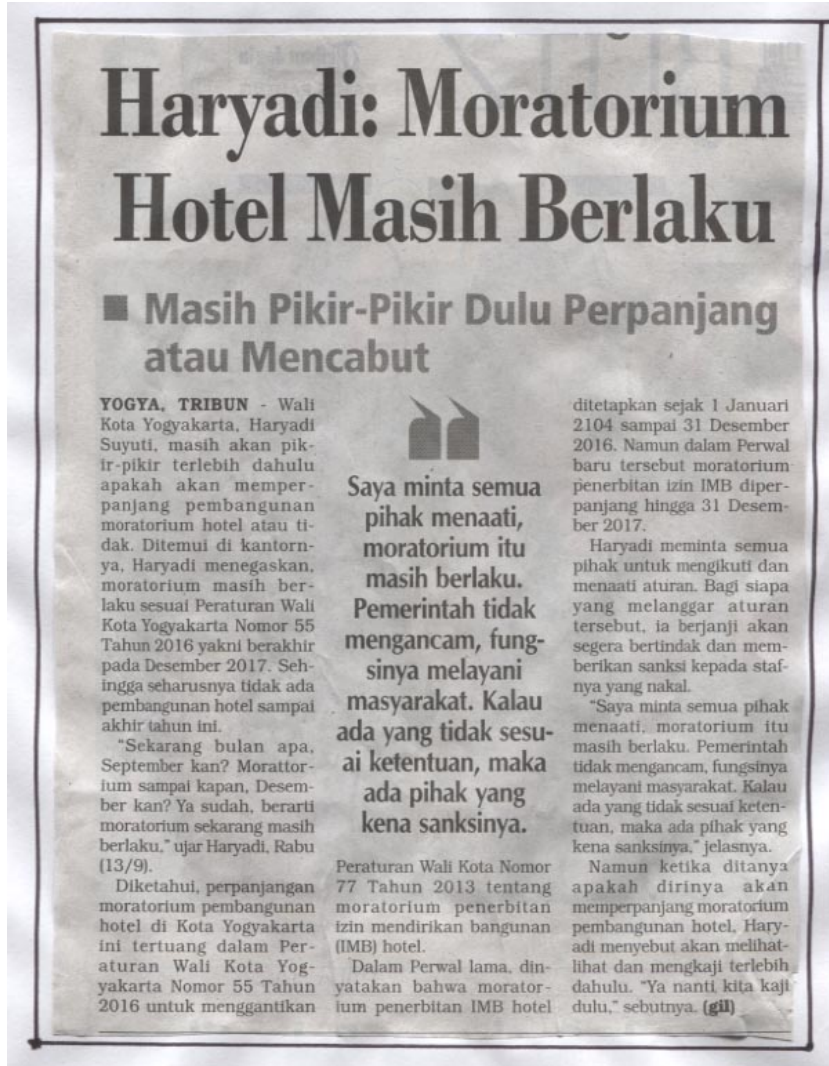 Haryadi: Moratorium
Hotel Masih Berlaku
■ Masih Pikir-Pikir Dulu Perpanjang
atau Mencabut
YOGYA, TRIBUN - Wali
Kota Yogyakarta, Haryadi
Suyuti, masih akan pik-
ir-pikir terlebih dahulu
apakah akan memper-
panjang pembangunan
moratorium hotel atau ti-
dak. Ditemui di kantorn-
ya, Haryadi menegaskan,
moratorium masih ber-
laku sesuai Peraturan Wali
Kota Yogyakarta Nomor 55
Tahun 2016 yakni berakhir
pada Desember 2017. Seh-
ingga seharusnya tidak ada
pembangunan hotel sampai
akhir tahun ini.
"Sekarang bulan apa,
September kan? Morattor-
ium sampai kapan, Desem-
ber kan? Ya sudah, berarti
moratorium sekarang masih
berlaku," ujar Haryadi, Rabu
(13/9).
Diketahui, perpanjangan
moratorium pembangunan
hotel di Kota Yogyakarta
ini tertuang dalam Per-
aturan Wali Kota Yog-
yakarta Nomor 55 Tahun
2016 untuk menggantikan
Saya minta semua
pihak menaati,
moratorium itu
masih berlaku.
Pemerintah tidak
mengancam, fung-
sinya melayani
masyarakat. Kalau
ada yang tidak sesu-
ai ketentuan, maka
ada pihak yang
kena sanksinya.
Peraturan Wali Kota Nomor
77 Tahun 2013 tentang
moratorium penerbitan
izin mendirikan bangunan
(IMB) hotel.
Dalam Perwal lama, din-
yatakan bahwa morator-
ium penerbitan IMB hotel
ditetapkan sejak 1 Januari
2104 sampai 31 Desember
2016. Namun dalam Perwal
baru tersebut moratorium
penerbitan izin IMB diper-
panjang hingga 31 Desem-
ber 2017.
Haryadi meminta semua
pihak untuk mengikuti dan
menaati aturan. Bagi siapa
yang melanggar aturan
tersebut, ia berjanji akan
segera bertindak dan mem-
berikan sanksi kepada staf-
nya yang nakal.
"Saya minta semua pihak
menaati, moratorium itu
masih berlaku. Pemerintah
tidak mengancam, fungsinya
melayani masyarakat. Kalau
ada yang tidak sesuai keten-
tuan, maka ada pihak yang
kena sanksinya," jelasnya.
Namun ketika ditanya
apakah dirinya akan
memperpanjang moratorium
pembangunan hotel, Hary-
adi menyebut akan melihat-
lihat dan mengkaji terlebih
dahulu. "Ya nanti kita kaji
dulu," sebutnya. (gil)